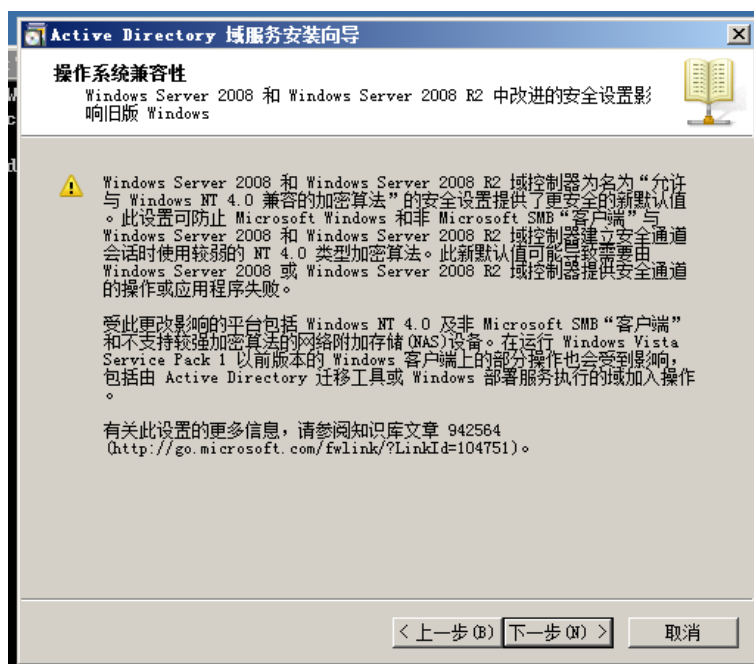 Active Directory 域服务安装向导
操作系统兼容性
Windows Server 2008 和 Windows Server 2008 R2 中改进的安全设置影
响旧版 Windows
Windows Server 2008 和 Windows Server 2008 R2 域控制器为名为“允许
与 Windows NT 4.0 兼容的加密算法”的安全设置提供了更安全的新默认值
。此设置可防止 Microsoft Windows 和非 Microsoft SMB“客户端”与
Windows Server 2008 和 Windows Server 2008 R2 域控制器建立安全通道
会话时使用较弱的 NT 4.0 类型加密算法。此新默认值可能导致需要由
Windows Server 2008 或 Windows Server 2008 R2 域控制器提供安全通道
的操作或应用程序失败。
受此更改影响的平台包括 Windows NT 4.0 及非 Microsoft SMB“客户端”
和不支持较强加密算法的网络附加存储(NAS)设备。在运行 Windows Vista
Service Pack 1 以前版本的 Windows 客户端上的部分操作也会受到影响，
包括由 Active Directory 迁移工具或 Windows 部署服务执行的域加入操作
。
有关此设置的更多信息，请参阅知识库文章 942564
(http://go.microsoft.com/fwlink/?LinkId=104751)。
< 上一步(B) 下一步(N) > 取消